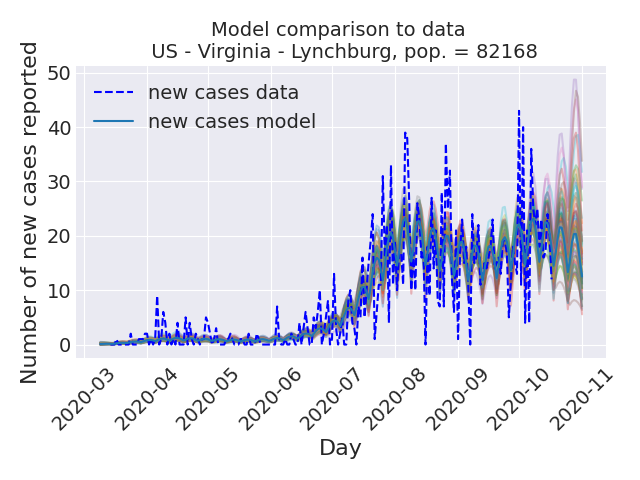 Model comparison to data
US - Virginia - Lynchburg, pop. = 82168
Number of new cases reported
50
40
30
20
10
0
new cases data
new cases model
2020-03
2020-04
2020-05
2020-06
2020-07
2020-08
2020-09
2020-10
2020-11
Day